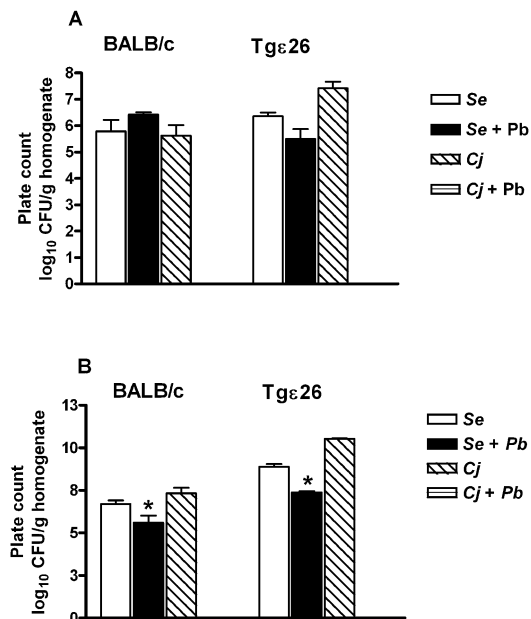 A
BALB/c
Tgε26
Plate count
log10 CFU/g homogenate
8
7
6
5
4
3
2
1
0
Se
Se + Pb
Cj
Cj + Pb
B
BALB/c
Tgε26
Plate count
log10 CFU/g homogenate
13
10
8
5
3
0
*
*
Se
Se + Pb
Cj
Cj + Pb